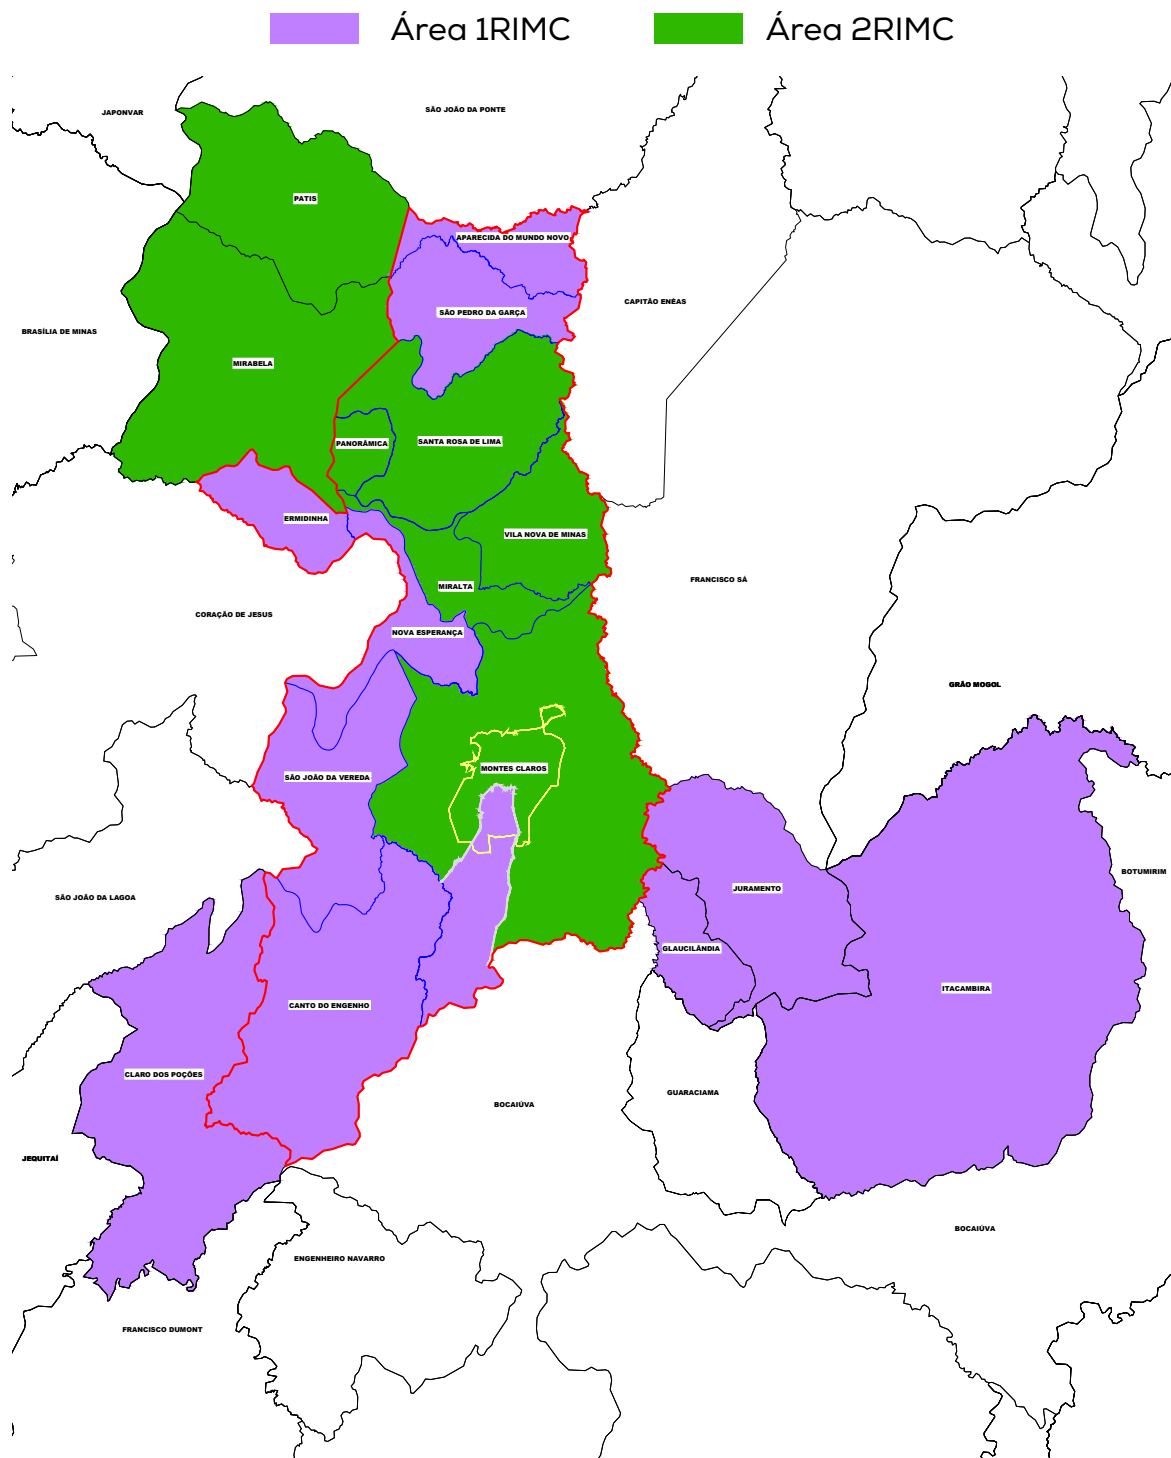 Área 1RIMC
Área 2RIMC
SÃO JOÃO DA PONTE
JAPONVAR
PATIS
APARECIDA DO MUNDO NOVO
CAPITÃO ENÉAS
SÃO PEDRO DA GARÇA
BRASÍLIA DE MINAS
MIRABELA
PANORÂMICA
SANTA ROSA DE LIMA
ERMIDINHA
VILA NOVA DE MINAS
FRANCISCO SÁ
MIRALTA
CORAÇÃO DE JESUS
NOVA ESPERANÇA
GRÃO MOGOL
MONTES CLAROS
SÃO JOÃO DA VEREDA
BOTUMIRIM
JURAMENTO
SÃO JOÃO DA LAGOA
GLAUCILÂNDIA
ITACAMBIRA
CANTO DO ENGENHO
CLARO DOS POÇÕES
GUARACIAMA
BOCAIÚVA
JEQUITAÍ
BOCAIÚVA
ENGENHEIRO NAVARRO
FRANCISCO DUMONT